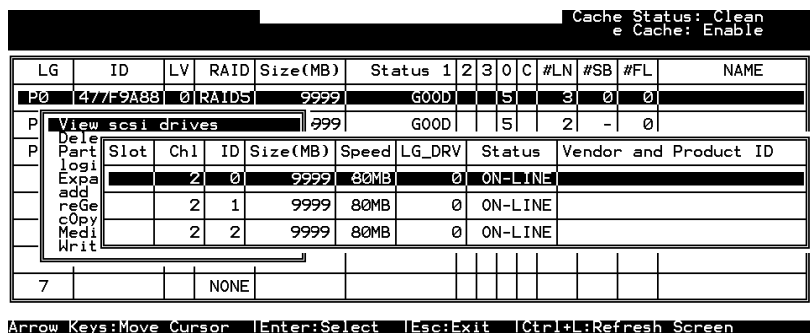 Cache Status: Clean
e Cache: Enable
LG ID LV RAID Size(MB) Status 1 2 3 O C #LN #SB #FL NAME
P0 477F9A88 0 RAID5 9999 GOOD 5 3 0 0
P 999 GOOD 5 2 - 0
View scsi drives
Dele
P Part
logi
Expa
add
reGe
cOpy
Medi
Writ
Slot Chl ID Size(MB) Speed LG_DRV Status Vendor and Product ID
2 0 9999 80MB 0 ON-LINE
2 1 9999 80MB 0 ON-LINE
2 2 9999 80MB 0 ON-LINE
7 NONE
Arrow Keys:Move Cursor |Enter:Select |Esc:Exit |Ctrl+L:Refresh Screen